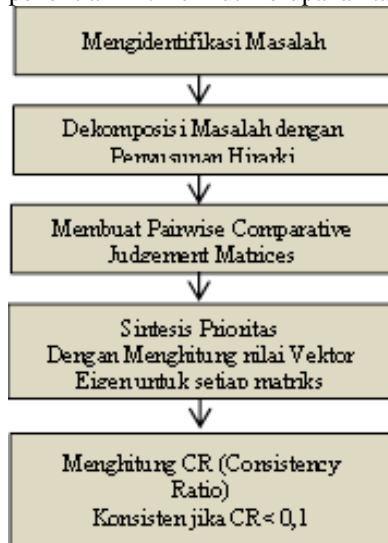 Mengidentifikasi Masalah
Dekomposisi Masalah dengan
Penyusunan Hirarki
Membuat Pairwise Comparative
Judgement Matrices
Sintesis Prioritas
Dengan Menghitung nilai Vektor
Eigen untuk setiap matriks
Menghitung CR (Consistency
Ratio)
Konsisten jika CR < 0,1